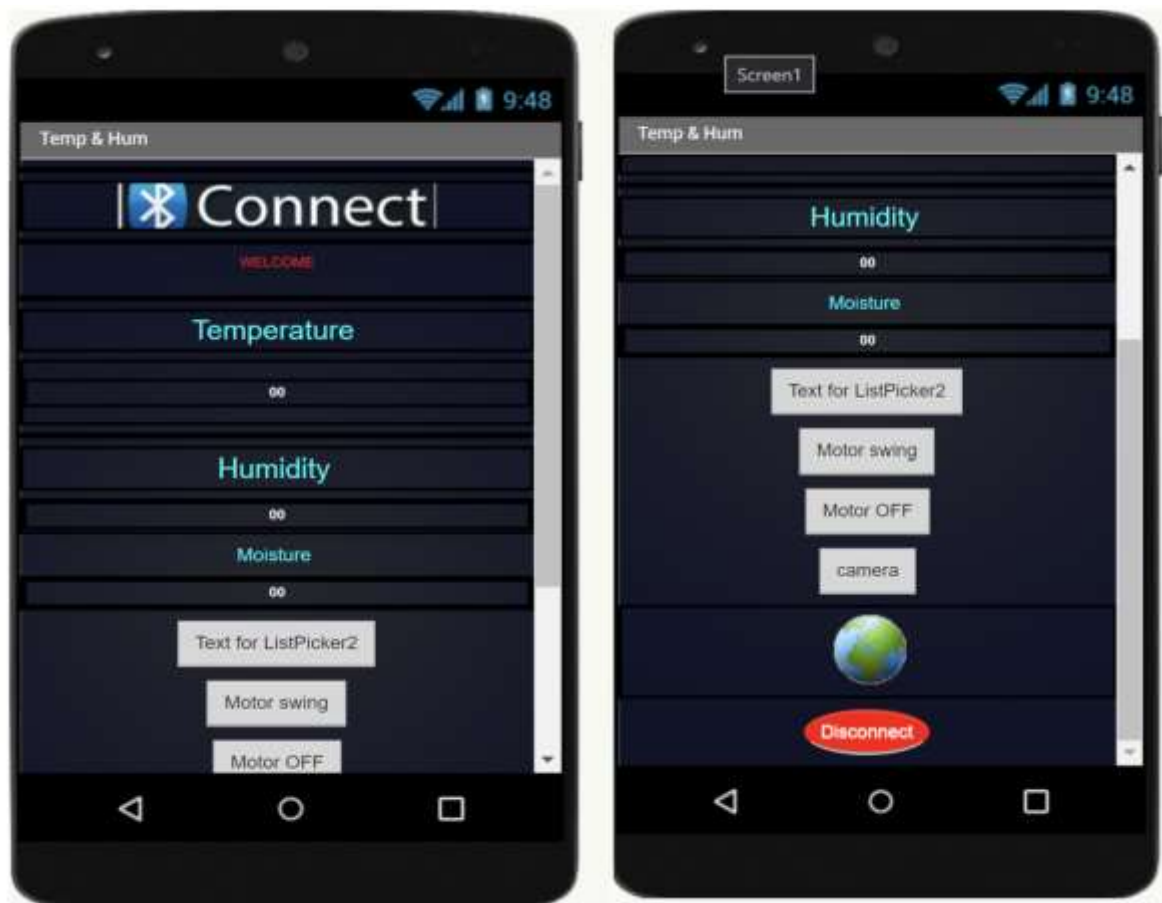 9:48
Temp & Hum
Connect
WELCOME
Temperature
00
Humidity
00
Moisture
00
Text for ListPicker2
Motor swing
Motor OFF
Screen1
9:48
Temp & Hum
Humidity
00
Moisture
00
Text for ListPicker2
Motor swing
Motor OFF
camera
Disconnect